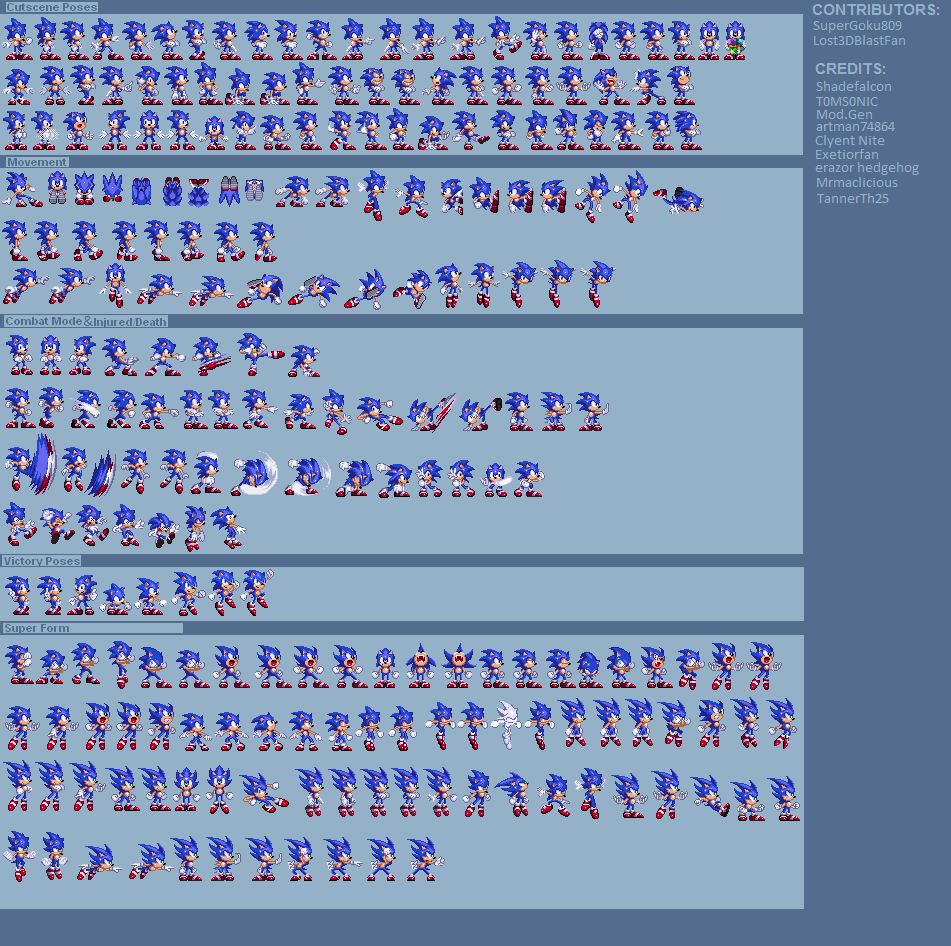 Cutscene Poses
CONTRIBUTORS:
SuperGoku809
Lost3DBlastFan
CREDITS:
Shadefalcon
T0MS0NIC
Mod.Gen
artman74864
Clyent Nite
Exetiorfan
erazor hedgehog
Mrmaclicious
TannerTh25
Movement
Combat Mode&Injured/Death
Victory Poses
Super Form